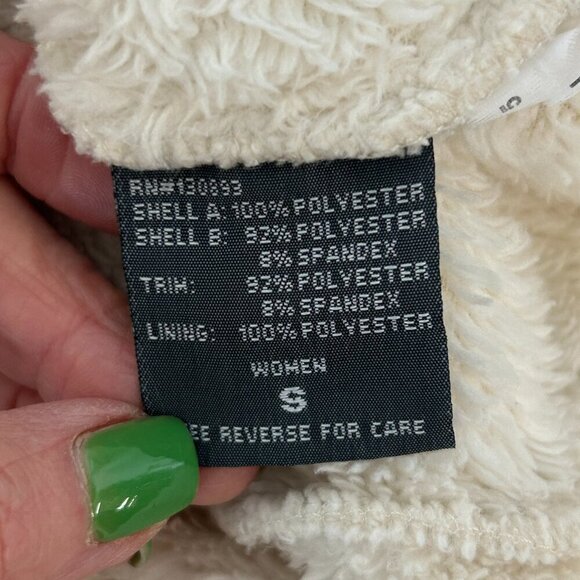 RN#130893
SHELL A: 100% POLYESTER
SHELL B: 92% POLYESTER
8% SPANDEX
TRIM: 92% POLYESTER
8% SPANDEX
LINING: 100% POLYESTER
WOMEN
S
EE REVERSE FOR CARE